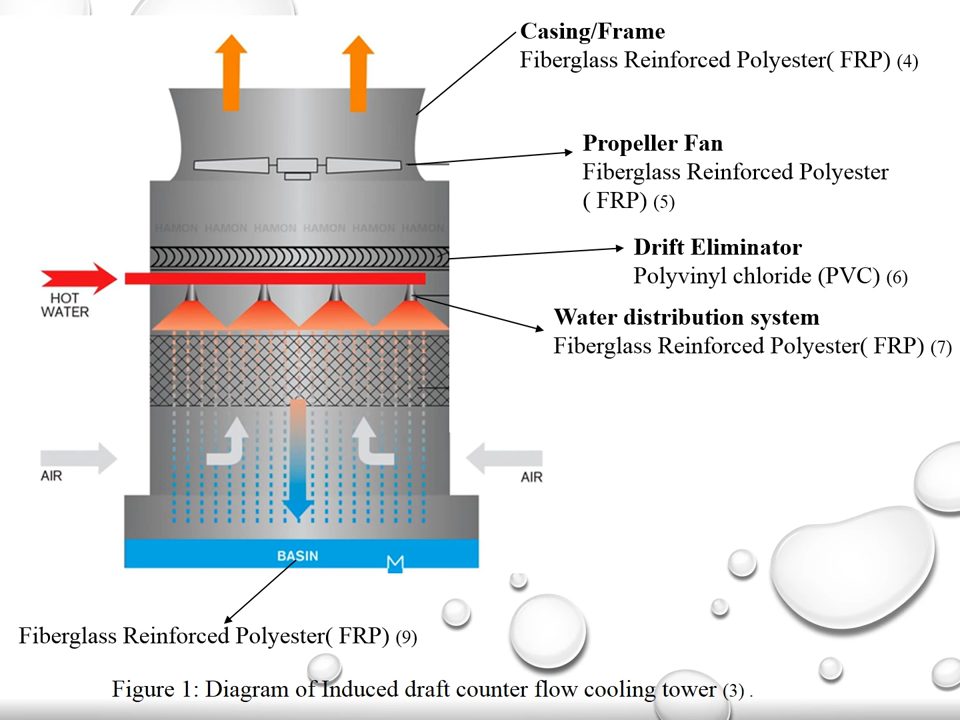 Casing/Frame
Fiberglass Reinforced Polyester( FRP) (4)
Propeller Fan
Fiberglass Reinforced Polyester
( FRP) (5)
HAMON HAMON HAMON HAMON HAMON HAMON
Drift Eliminator
Polyvinyl chloride (PVC) (6)
HOT
WATER
Water distribution system
Fiberglass Reinforced Polyester( FRP) (7)
AIR
AIR
BASIN
M
Fiberglass Reinforced Polyester( FRP) (9)
Figure 1: Diagram of Induced draft counter flow cooling tower (3) .